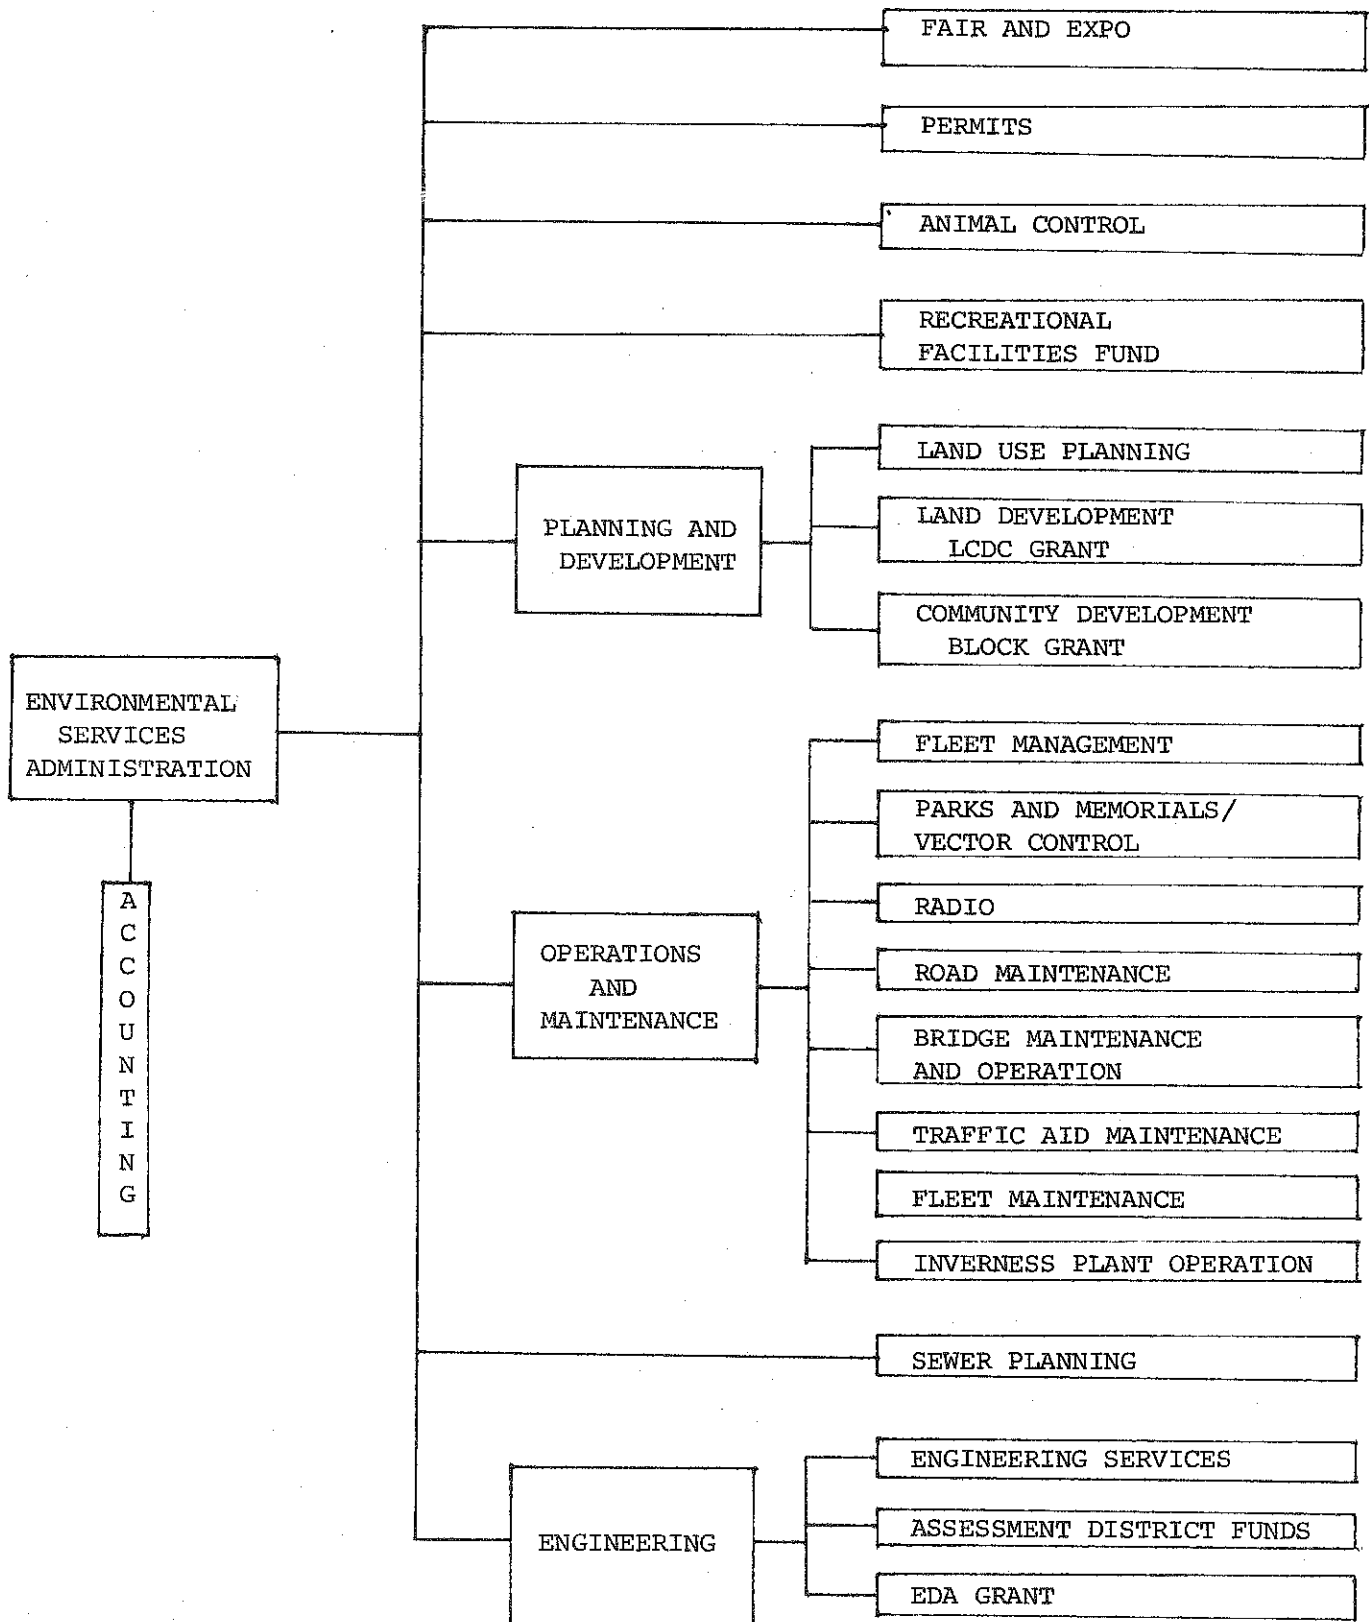 FAIR AND EXPO
PERMITS
ANIMAL CONTROL
RECREATIONAL
FACILITIES FUND
PLANNING AND
DEVELOPMENT
LAND USE PLANNING
LAND DEVELOPMENT
LCDC GRANT
COMMUNITY DEVELOPMENT
BLOCK GRANT
ENVIRONMENTAL
SERVICES
ADMINISTRATION
ACCOUNTING
OPERATIONS
AND
MAINTENANCE
FLEET MANAGEMENT
PARKS AND MEMORIALS/
VECTOR CONTROL
RADIO
ROAD MAINTENANCE
BRIDGE MAINTENANCE
AND OPERATION
TRAFFIC AID MAINTENANCE
FLEET MAINTENANCE
INVERNESS PLANT OPERATION
SEWER PLANNING
ENGINEERING
ENGINEERING SERVICES
ASSESSMENT DISTRICT FUNDS
EDA GRANT